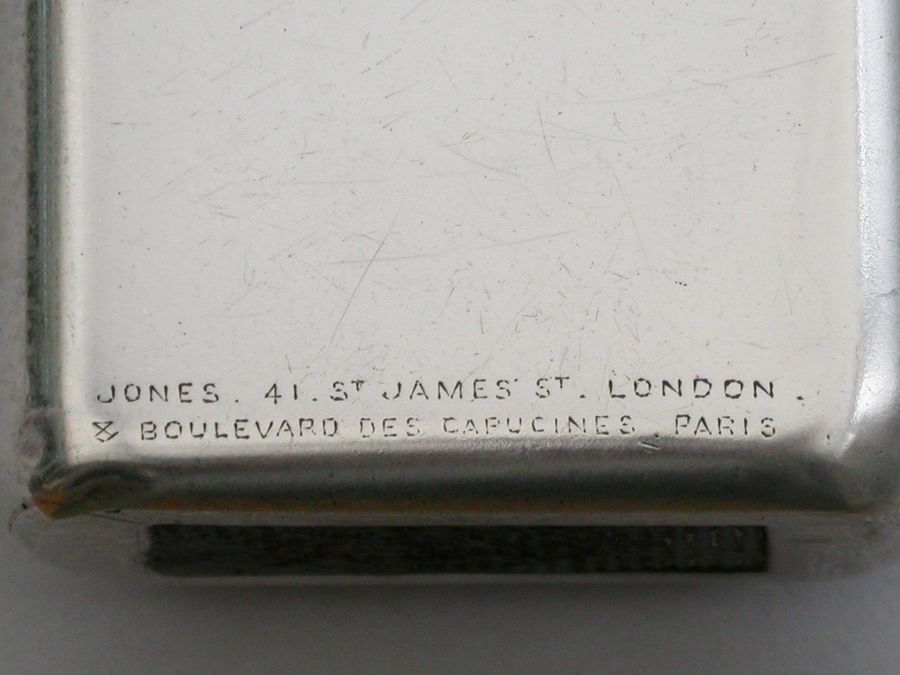 JONES. 41. ST JAMES' ST. LONDON.
& BOULEVARD DES CAPUCINES. PARIS